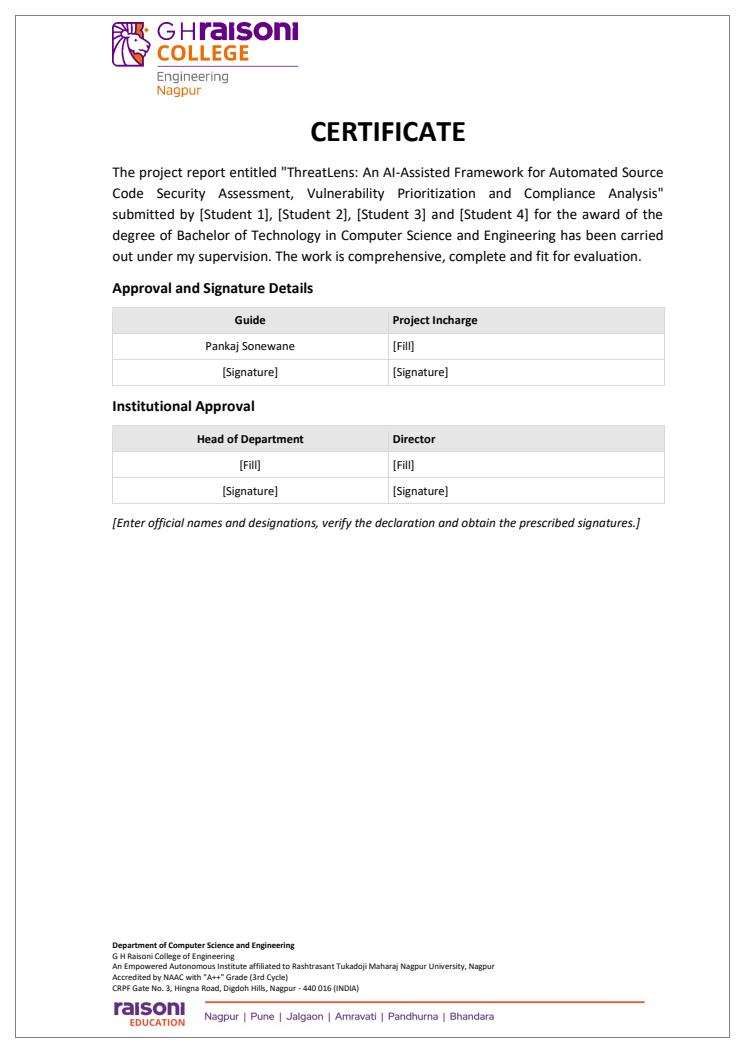 GHraisoni
COLLEGE
Engineering
Nagpur
CERTIFICATE
The project report entitled "ThreatLens: An AI-Assisted Framework for Automated Source
Code Security Assessment, Vulnerability Prioritization and Compliance Analysis"
submitted by [Student 1], [Student 2], [Student 3] and [Student 4] for the award of the
degree of Bachelor of Technology in Computer Science and Engineering has been carried
out under my supervision. The work is comprehensive, complete and fit for evaluation.
Approval and Signature Details
Guide Project Incharge
Pankaj Sonewane [Fill]
[Signature] [Signature]
Institutional Approval
Head of Department Director
[Fill] [Fill]
[Signature] [Signature]
[Enter official names and designations, verify the declaration and obtain the prescribed signatures.]
Department of Computer Science and Engineering
G H Raisoni College of Engineering
An Empowered Autonomous Institute affiliated to Rashtrasant Tukadoji Maharaj Nagpur University, Nagpur
Accredited by NAAC with "A++" Grade (3rd Cycle)
CRPF Gate No. 3, Hingna Road, Digdoh Hills, Nagpur - 440 016 (INDIA)
raisoni
EDUCATION
Nagpur | Pune | Jalgaon | Amravati | Pandhurna | Bhandara